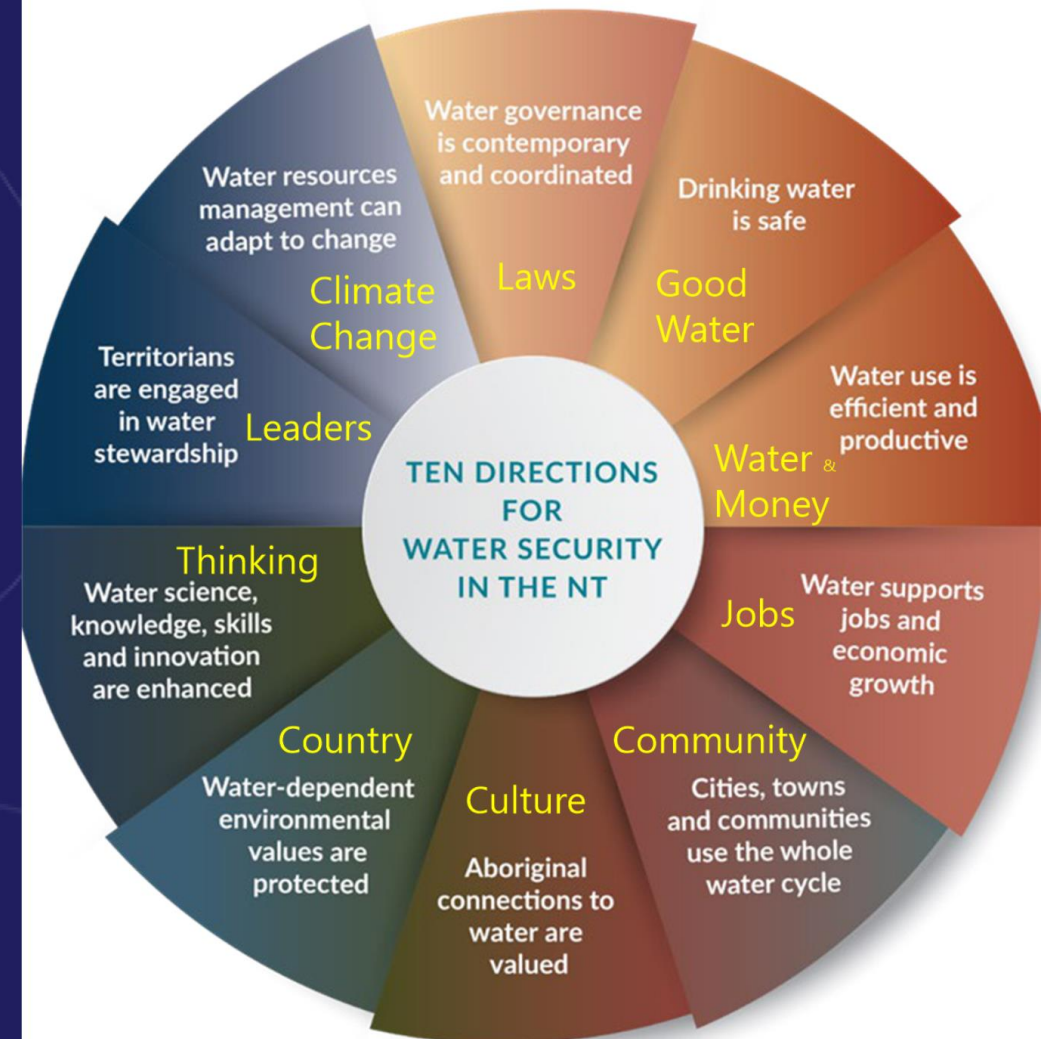 TEN DIRECTIONS
FOR
WATER SECURITY
IN THE NT
Water governance
is contemporary
and coordinated
Laws
Drinking water
is safe
Good
Water
Water use is
efficient and
productive
Water &
Money
Water supports
jobs and
economic
growth
Jobs
Community
Cities, towns
and communities
use the whole
water cycle
Culture
Aboriginal
connections to
water are
valued
Country
Water-dependent
environmental
values are
protected
Thinking
Water science,
knowledge, skills
and innovation
are enhanced
Territorians
are engaged
in water
stewardship
Leaders
Water resources
management can
adapt to change
Climate
Change